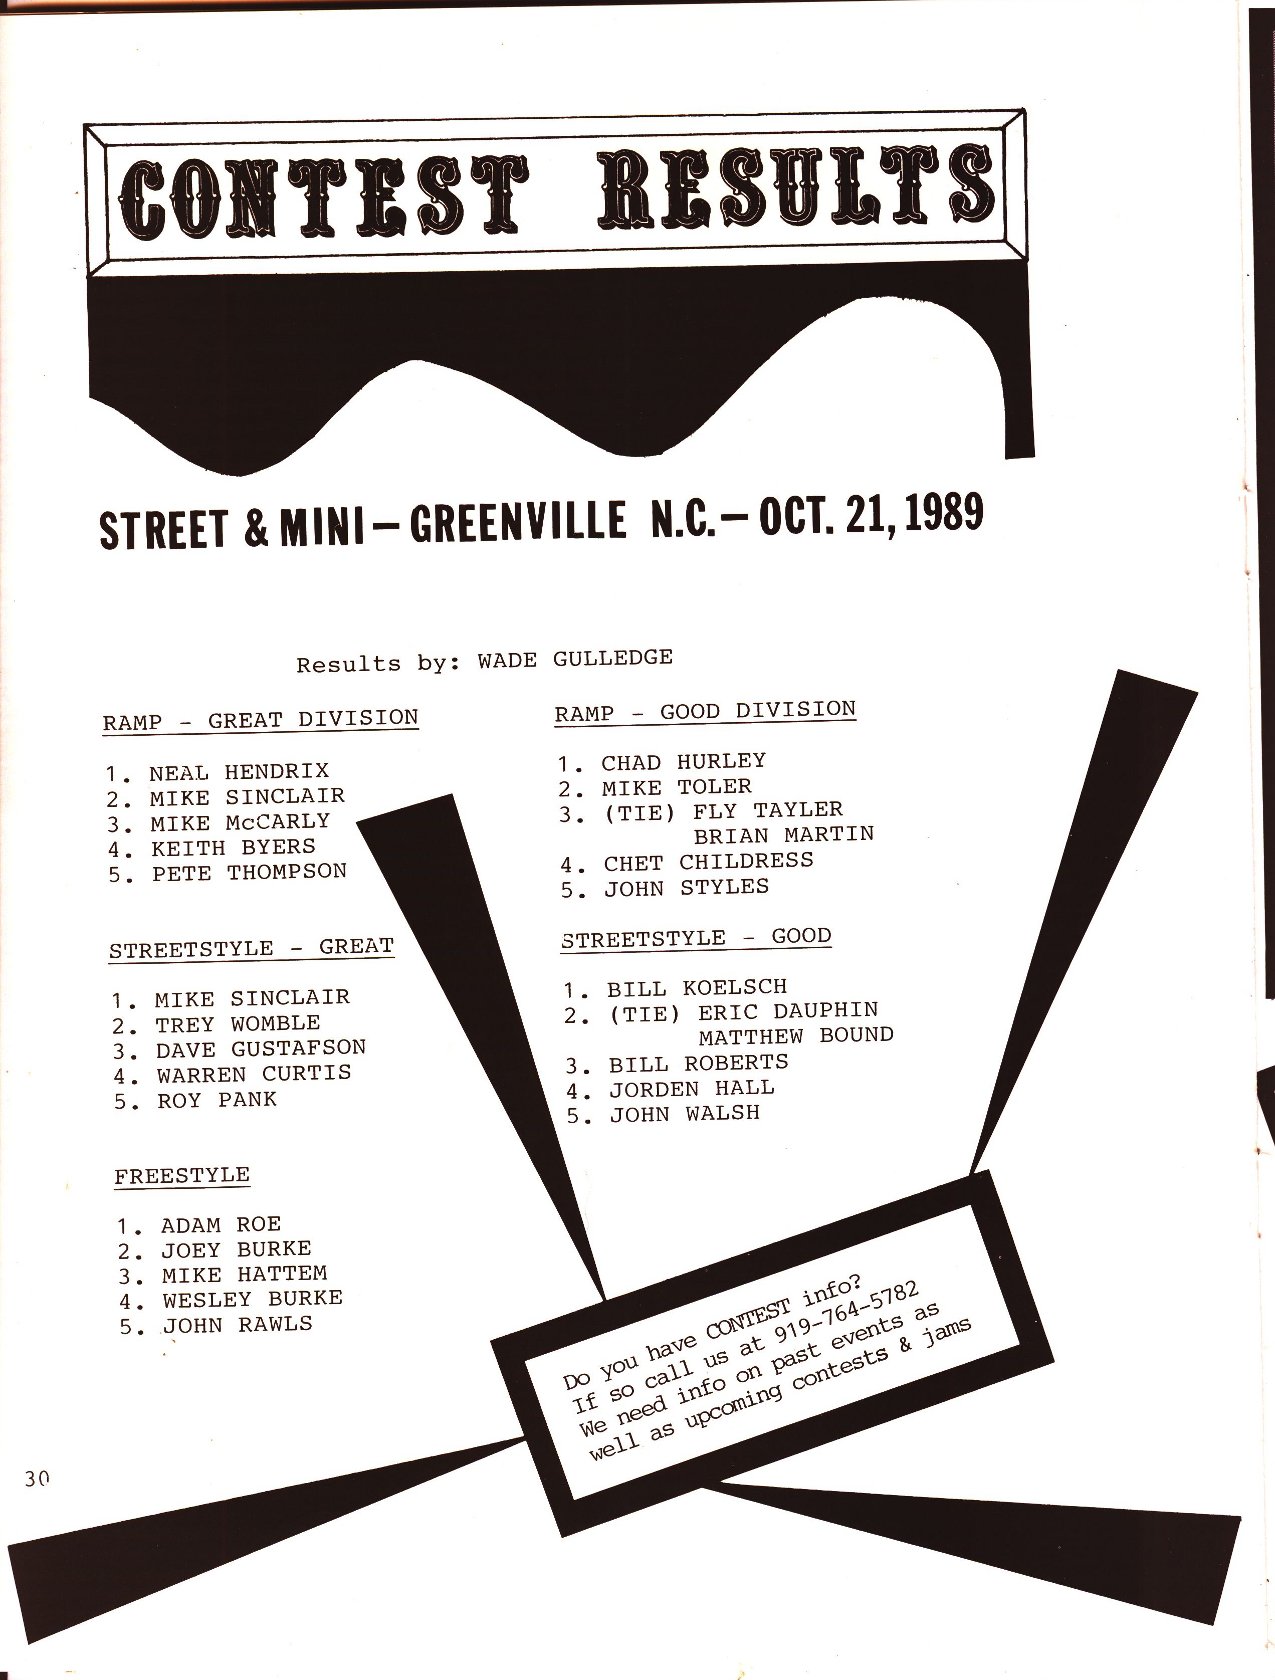 CONTEST RESULTS
STREET & MINI – GREENVILLE N.C. – OCT. 21, 1989
Results by: WADE GULLEDGE
RAMP - GREAT DIVISION
1. NEAL HENDRIX
2. MIKE SINCLAIR
3. MIKE McCARLY
4. KEITH BYERS
5. PETE THOMPSON
STREETSTYLE - GREAT
1. MIKE SINCLAIR
2. TREY WOMBLE
3. DAVE GUSTAFSON
4. WARREN CURTIS
5. ROY PANK
FREESTYLE
1. ADAM ROE
2. JOEY BURKE
3. MIKE HATTEM
4. WESLEY BURKE
5. JOHN RAWLS
RAMP - GOOD DIVISION
1. CHAD HURLEY
2. MIKE TOLER
3. (TIE) FLY TAYLER
BRIAN MARTIN
4. CHET CHILDRESS
5. JOHN STYLES
STREETSTYLE - GOOD
1. BILL KOELSCH
2. (TIE) ERIC DAUPHIN
MATTHEW BOUND
3. BILL ROBERTS
4. JORDEN HALL
5. JOHN WALSH
Do you have CONTEST info?
If so call us at 919-764-5782
We need info on past events as
well as upcoming contests & jams
30